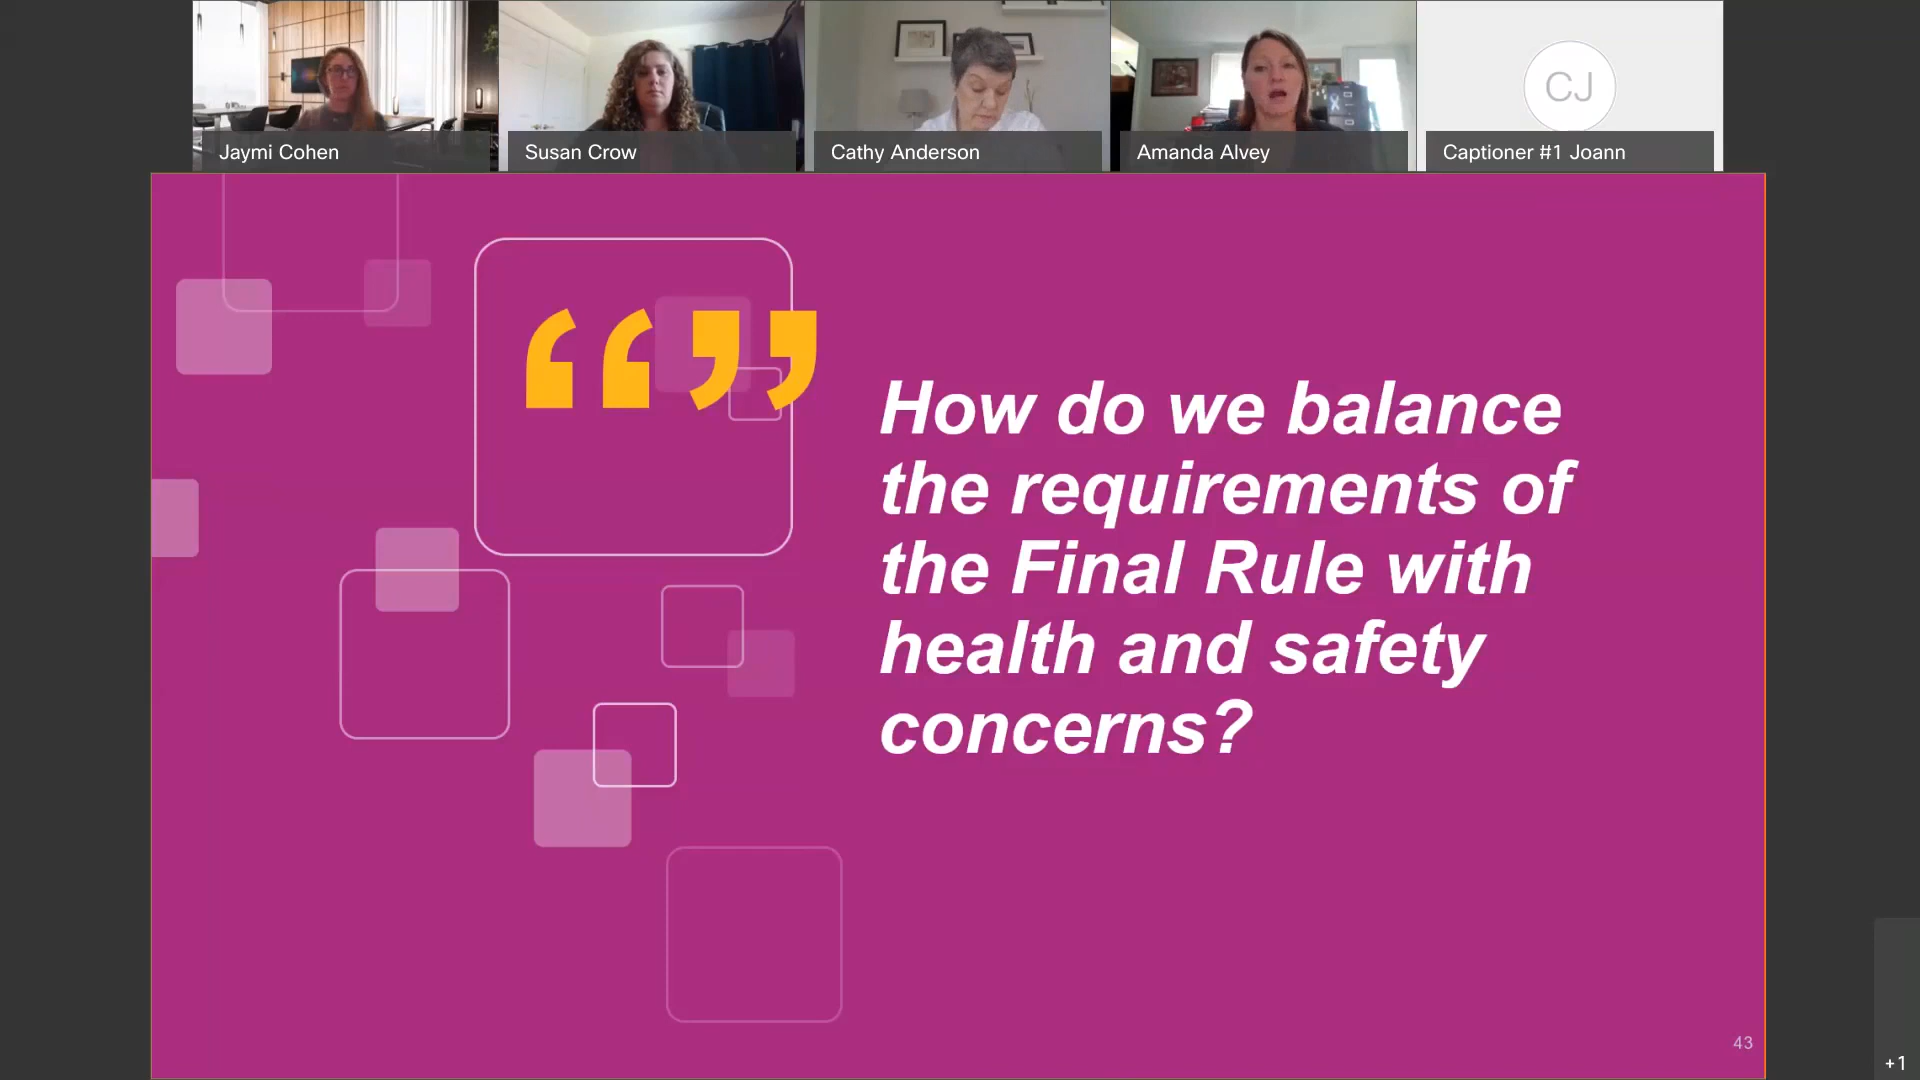 Jaymi Cohen
Susan Crow
Cathy Anderson
Amanda Alvey
CJ
Captioner #1 Joann
“ ”
How do we balance
the requirements of
the Final Rule with
health and safety
concerns?
43
+1